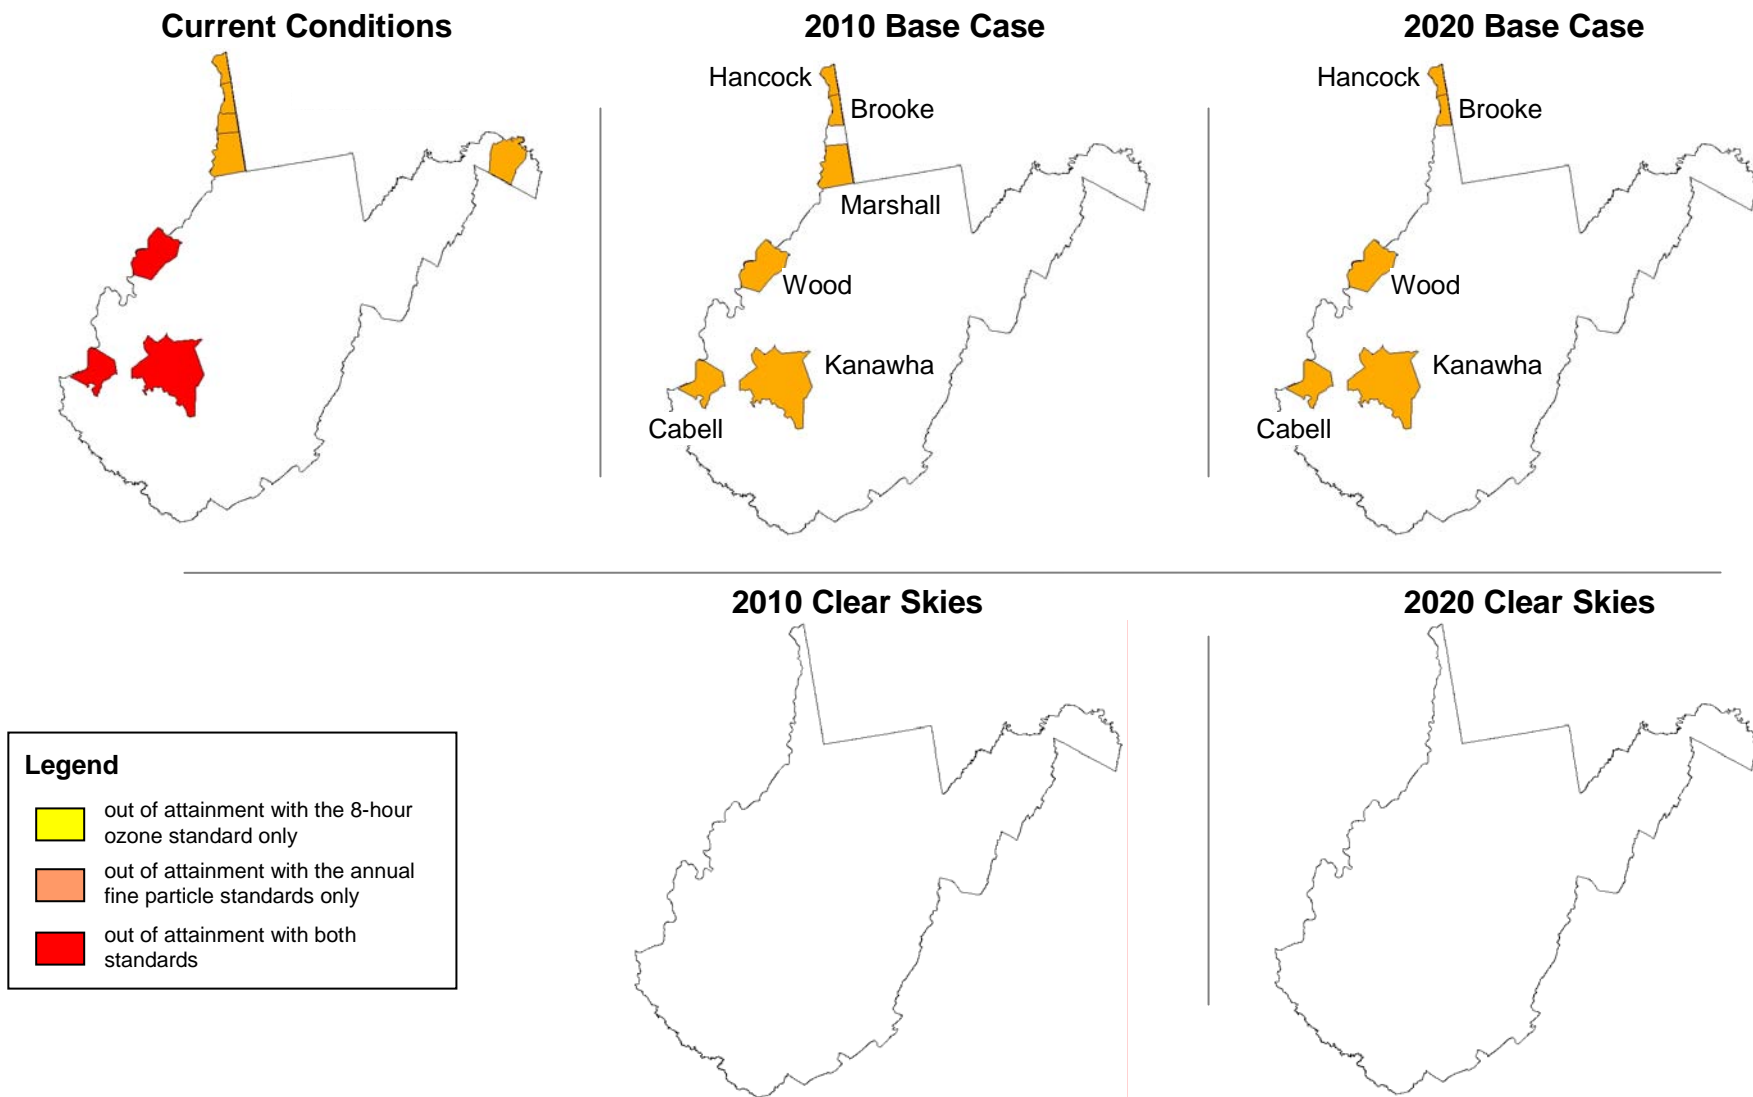 Current Conditions
2010 Base Case
2020 Base Case
Hancock
Brooke
Marshall
Wood
Kanawha
Cabell
Hancock
Brooke
Wood
Kanawha
Cabell
2010 Clear Skies
2020 Clear Skies
Legend
out of attainment with the 8-hour
ozone standard only
out of attainment with the annual
fine particle standards only
out of attainment with both
standards